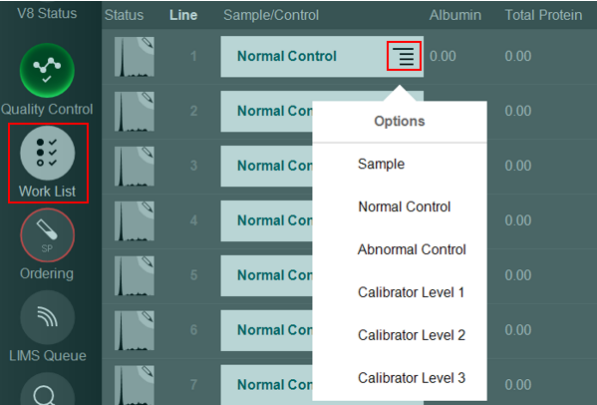 V8 Status
Status Line Sample/Control Albumin Total Protein
1 Normal Control 0.00 0.00
Quality Control
2 Normal Con 0.00
Options
3 Normal Con 0.00
Sample
Work List
4 Normal Con 0.00
Normal Control
SP
Abnormal Control
Ordering
5 Normal Con 0.00
Calibrator Level 1
6 Normal Con 0.00
Calibrator Level 2
LIMS Queue
7 Normal Con 0.00
Calibrator Level 3